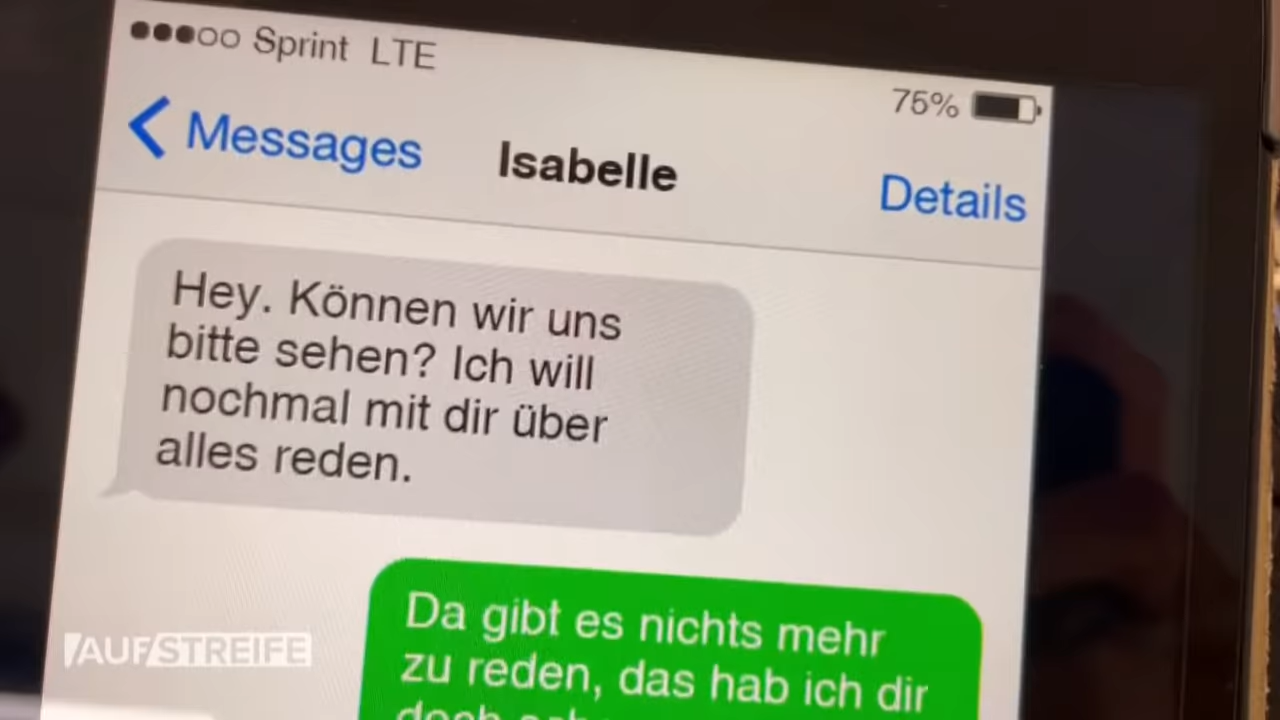 Sprint LTE
75%
Messages
Isabelle
Details
Hey. Können wir uns
bitte sehen? Ich will
nochmal mit dir über
alles reden.
Da gibt es nichts mehr
zu reden, das hab ich dir
doch
AUF STREIFE